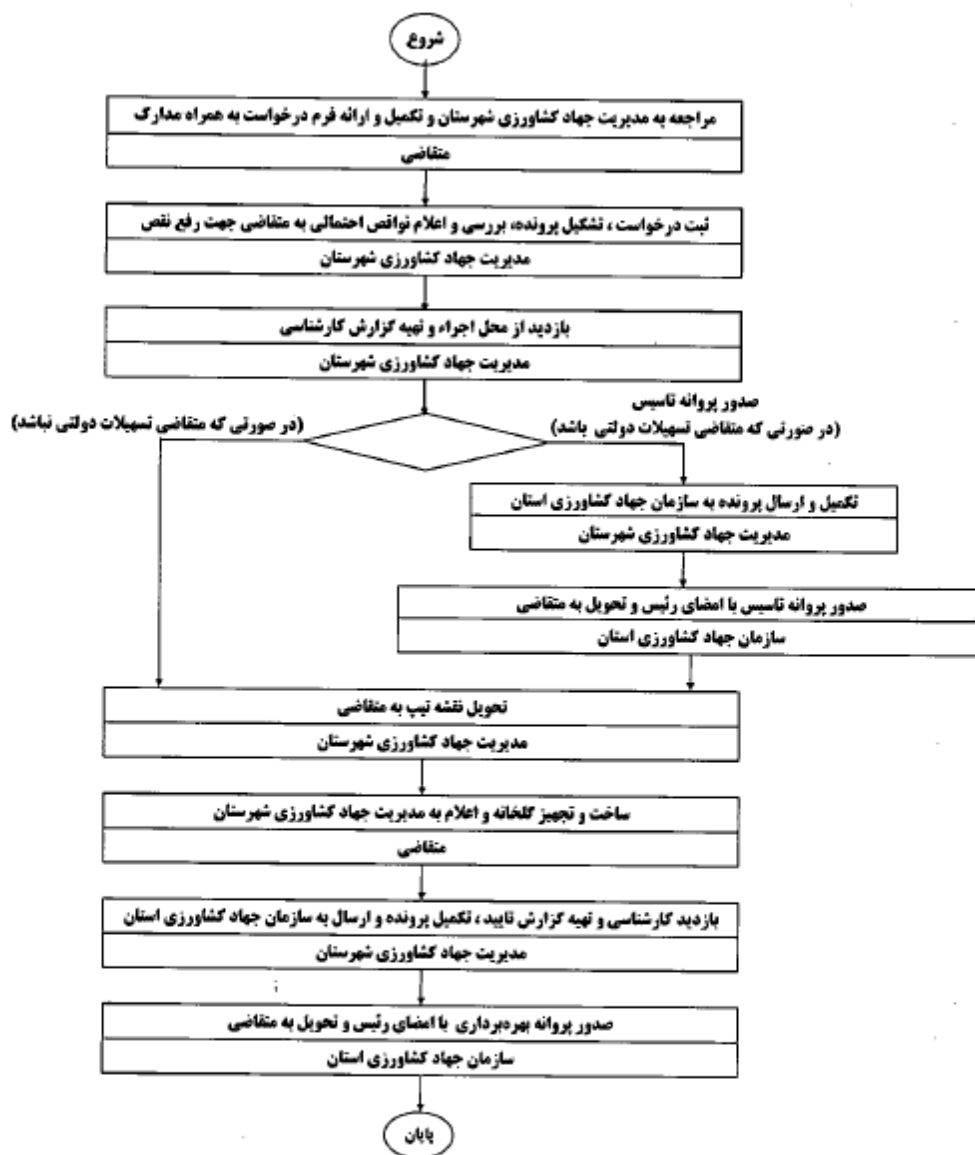 شروع
مراجعه به مدیریت جهاد کشاورزی شهرستان و تکمیل و ارائه فرم درخواست به همراه مدارک
متقاضی
ثبت درخواست ، تشکیل پرونده، بررسی و اعلام نواقص احتمالی به متقاضی جهت رفع نقص
مدیریت جهاد کشاورزی شهرستان
بازدید از محل اجراء و تهیه گزارش کارشناسی
مدیریت جهاد کشاورزی شهرستان
صدور پروانه تاسیس
(در صورتی که متقاضی تسهیلات دولتی باشد)
(در صورتی که متقاضی تسهیلات دولتی نباشد)
تکمیل و ارسال پرونده به سازمان جهاد کشاورزی استان
مدیریت جهاد کشاورزی شهرستان
صدور پروانه تاسیس با امضای رئیس و تحویل به متقاضی
سازمان جهاد کشاورزی استان
تحویل نقشه تیپ به متقاضی
مدیریت جهاد کشاورزی شهرستان
ساخت و تجهیز گلخانه و اعلام به مدیریت جهاد کشاورزی شهرستان
متقاضی
بازدید کارشناسی و تهیه گزارش تایید ، تکمیل پرونده و ارسال به سازمان جهاد کشاورزی استان
مدیریت جهاد کشاورزی شهرستان
صدور پروانه بهره‌برداری با امضای رئیس و تحویل به متقاضی
سازمان جهاد کشاورزی استان
پایان